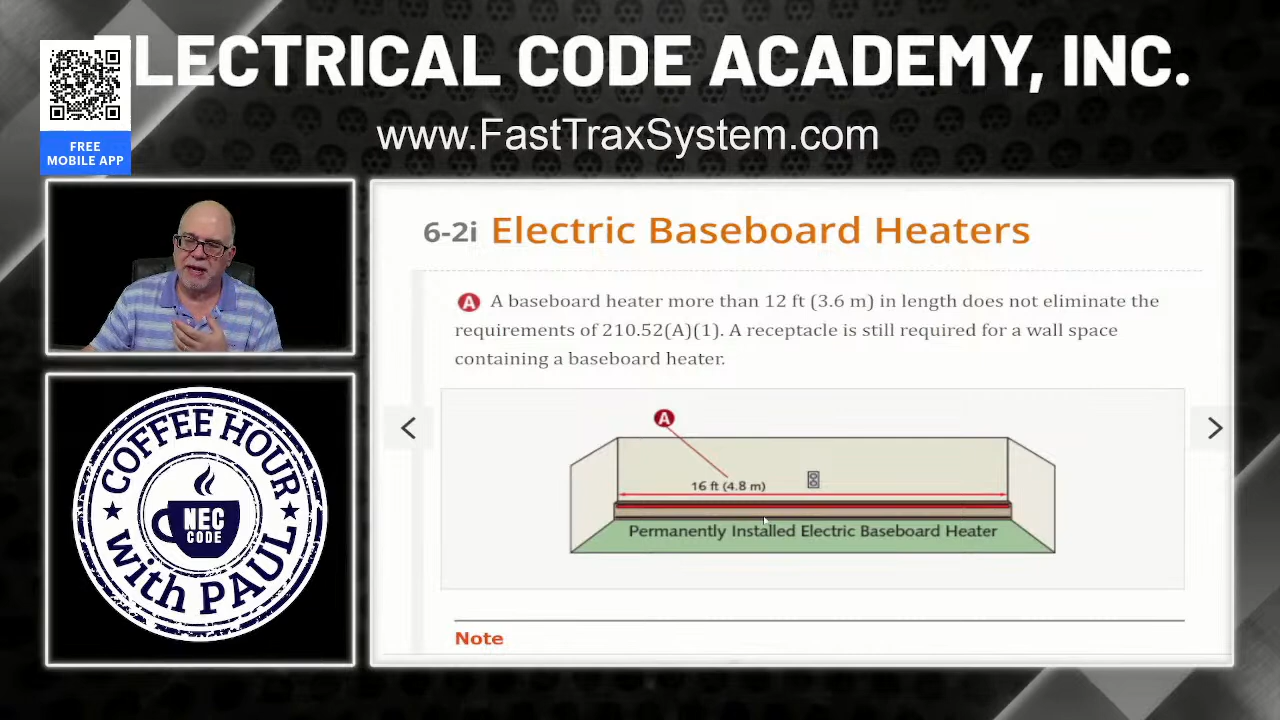 ELECTRICAL CODE ACADEMY, INC.
www.FastTraxSystem.com
FREE
MOBILE APP
6-2i Electric Baseboard Heaters
A A baseboard heater more than 12 ft (3.6 m) in length does not eliminate the
requirements of 210.52(A)(1). A receptacle is still required for a wall space
containing a baseboard heater.
A
16 ft (4.8 m)
Permanently Installed Electric Baseboard Heater
Note
COFFEE HOUR
NEC
CODE
with PAUL